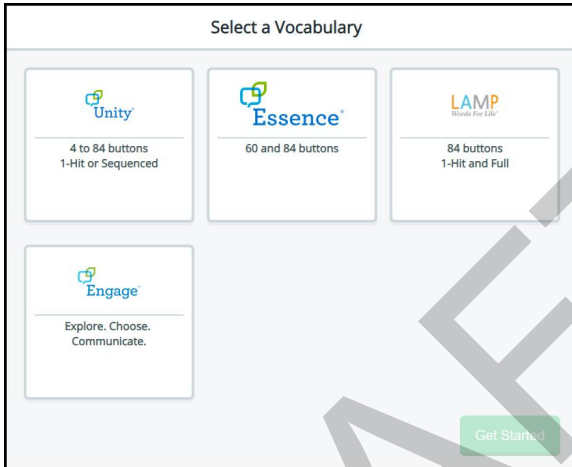 Select a Vocabulary
Unity®
4 to 84 buttons
1-Hit or Sequenced
Essence®
60 and 84 buttons
LAMP
Words For Life®
84 buttons
1-Hit and Full
Engage®
Explore. Choose.
Communicate.
Get Started